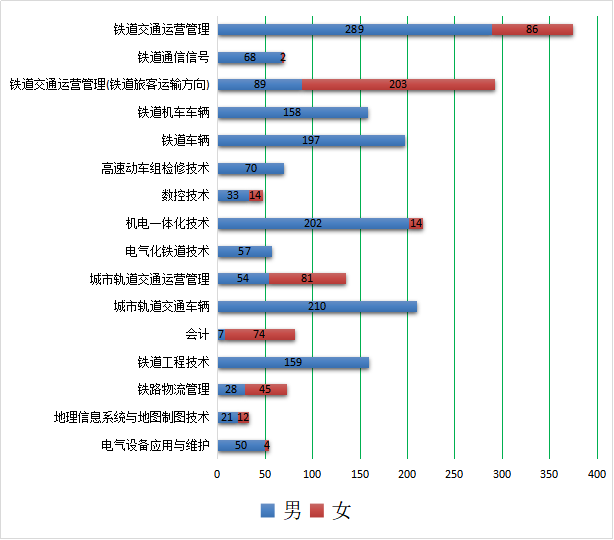 铁道交通运营管理 289 86
铁道通信信号 68 2
铁道交通运营管理(铁道旅客运输方向) 89 203
铁道机车车辆 158
铁道车辆 197
高速动车组检修技术 70
数控技术 33 14
机电一体化技术 202 14
电气化铁道技术 57
城市轨道交通运营管理 54 81
城市轨道交通车辆 210
会计 7 74
铁道工程技术 159
铁路物流管理 28 45
地理信息系统与地图制图技术 21 12
电气设备应用与维护 50 4
0 50 100 150 200 250 300 350 400
男 女